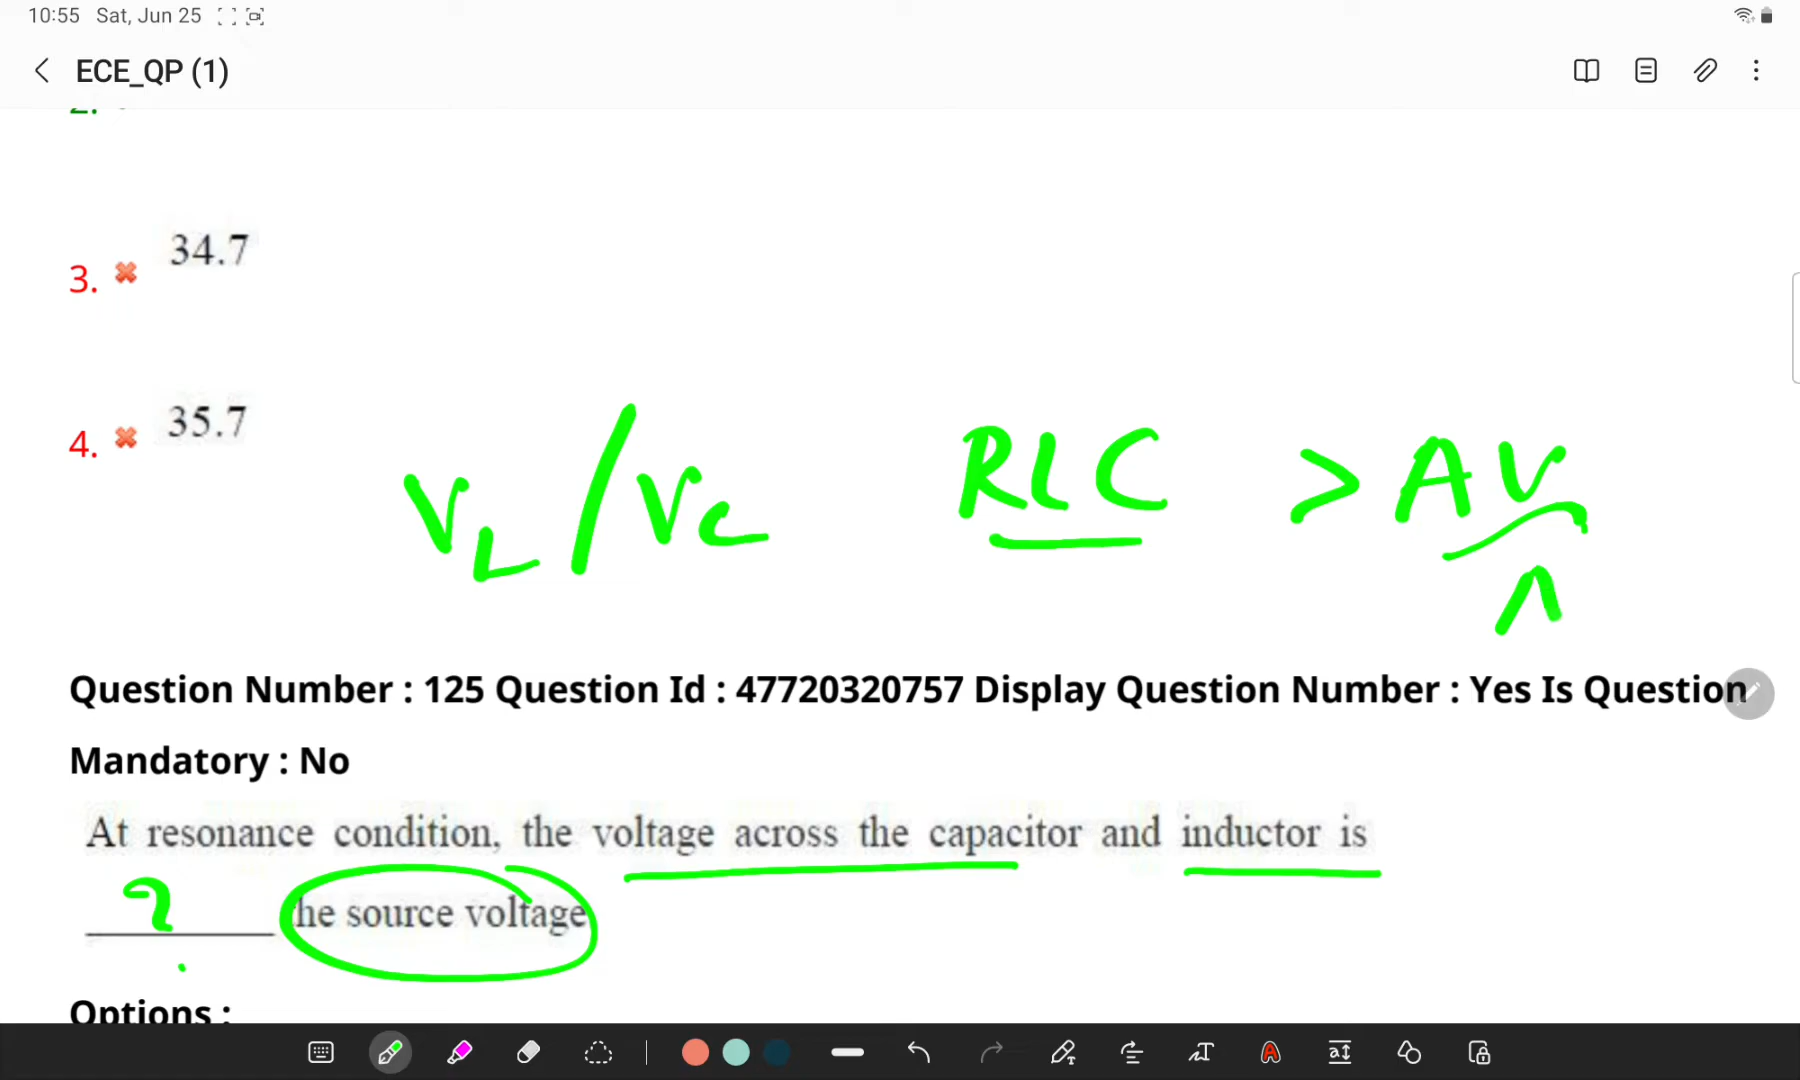 10:55 Sat, Jun 25
ECE_QP (1)
2.
34.7
3.
35.7
4.
VL / VC RLC > AV
Question Number : 125 Question Id : 47720320757 Display Question Number : Yes Is Question
Mandatory : No
At resonance condition, the voltage across the capacitor and inductor is
? the source voltage
Options :